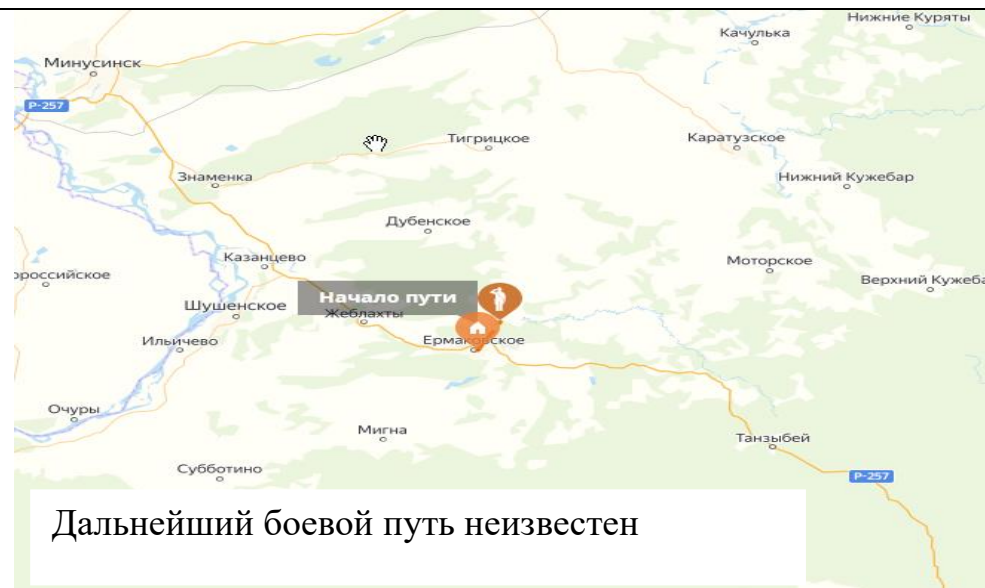 Нижние Куряты
Качулька
Минусинск
Р-257
Тигрицкое
Каратузское
Знаменка
Нижний Кужебар
Дубенское
Казанцево
Моторское
ороссийское
Верхний Кужеба
Начало пути
Шушенское
Жеблахты
Ильичево
Ермаковское
Очуры
Мигна
Танзыбей
Субботино
Р-257
Дальнейший боевой путь неизвестен